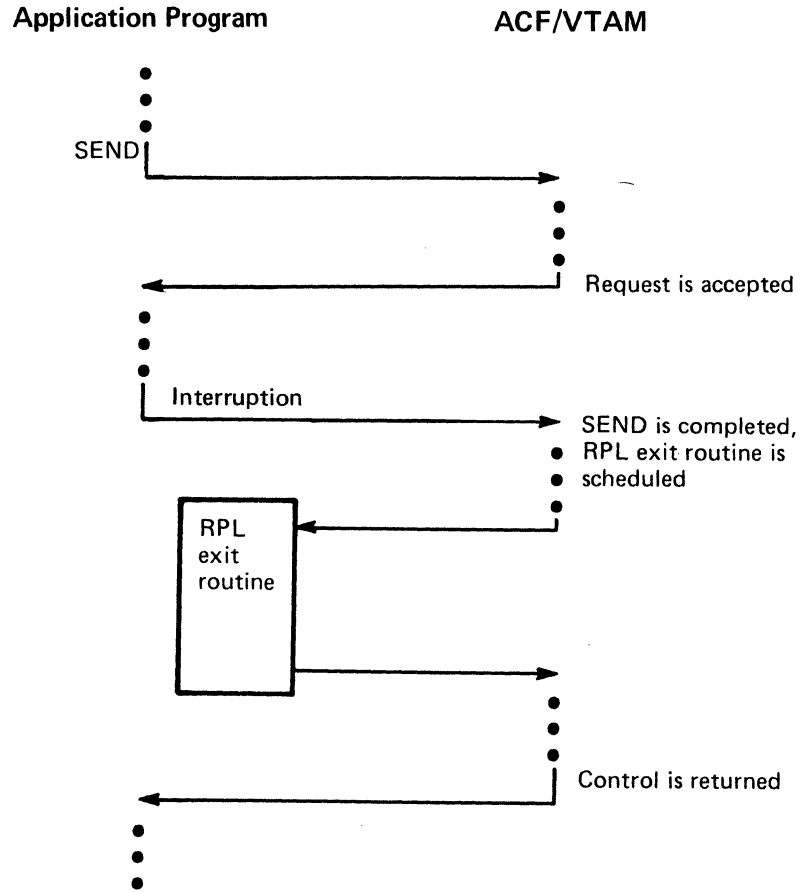 Application Program
ACF/VTAM
SEND
Request is accepted
Interruption
SEND is completed,
RPL exit routine is
scheduled
RPL
exit
routine
Control is returned